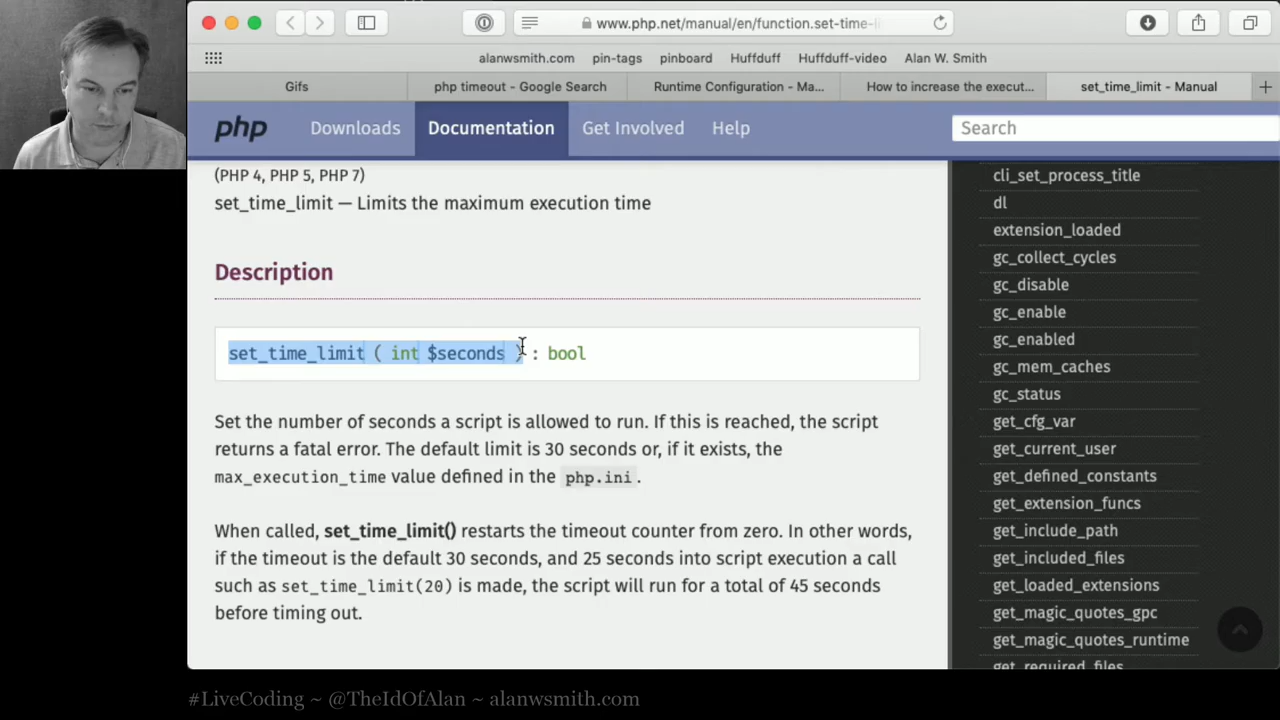 www.php.net/manual/en/function.set-time-li
alanwsmith.com pin-tags pinboard Huffduff Huffduff-video Alan W. Smith
Gifs php timeout - Google Search Runtime Configuration - Ma... How to increase the execut... set_time_limit - Manual
php Downloads Documentation Get Involved Help Search
(PHP 4, PHP 5, PHP 7)
set_time_limit — Limits the maximum execution time
Description
set_time_limit ( int $seconds ) : bool
Set the number of seconds a script is allowed to run. If this is reached, the script
returns a fatal error. The default limit is 30 seconds or, if it exists, the
max_execution_time value defined in the php.ini.
When called, set_time_limit() restarts the timeout counter from zero. In other words,
if the timeout is the default 30 seconds, and 25 seconds into script execution a call
such as set_time_limit(20) is made, the script will run for a total of 45 seconds
before timing out.
cli_set_process_title
dl
extension_loaded
gc_collect_cycles
gc_disable
gc_enable
gc_enabled
gc_mem_caches
gc_status
get_cfg_var
get_current_user
get_defined_constants
get_extension_funcs
get_include_path
get_included_files
get_loaded_extensions
get_magic_quotes_gpc
get_magic_quotes_runtime
get_required_files
#LiveCoding ~ @TheIdOfAlan ~ alanwsmith.com